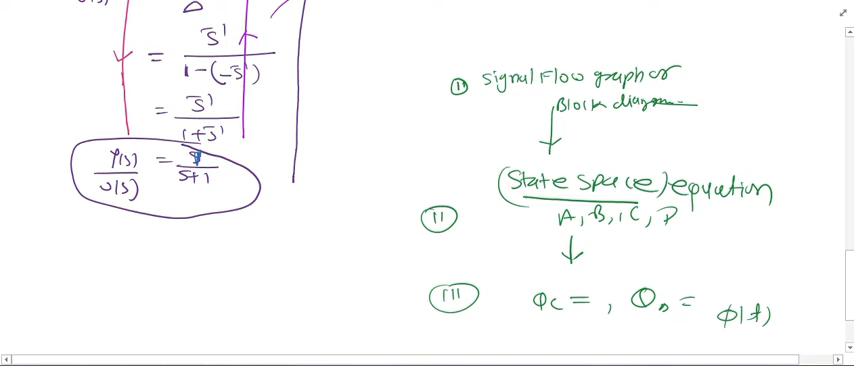 Δ
= s⁻¹ / 1-(-s⁻¹)
= s⁻¹ / 1+s⁻¹
Y(s)/U(s) = 1/s+1
I signal Flow graph or
Block diagram
(State space) equation
II A, B, C, D
III Φc = , Φo = φ(t)